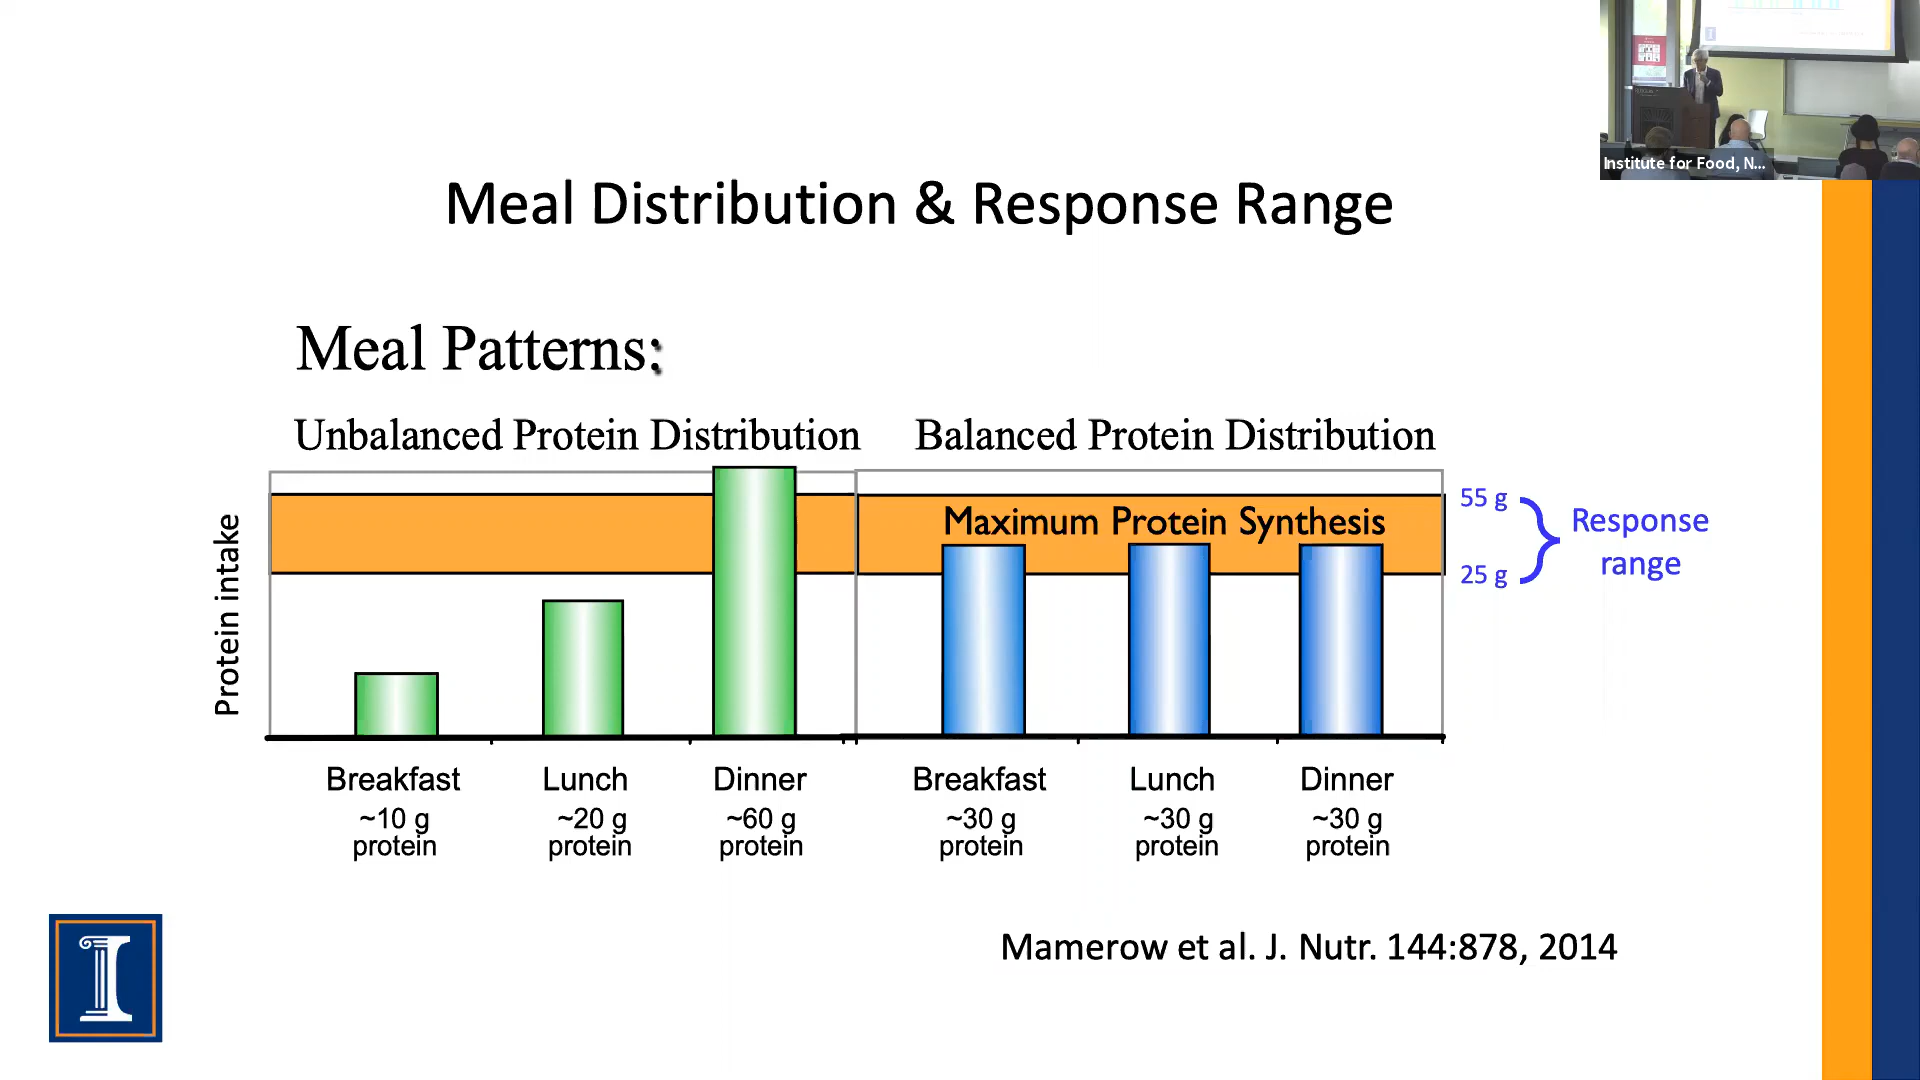 Institute for Food, N...
Meal Distribution & Response Range
Meal Patterns:
Unbalanced Protein Distribution
Balanced Protein Distribution
Protein intake
Maximum Protein Synthesis
55 g
25 g
Response
range
Breakfast
~10 g
protein
Lunch
~20 g
protein
Dinner
~60 g
protein
Breakfast
~30 g
protein
Lunch
~30 g
protein
Dinner
~30 g
protein
Mamerow et al. J. Nutr. 144:878, 2014
I